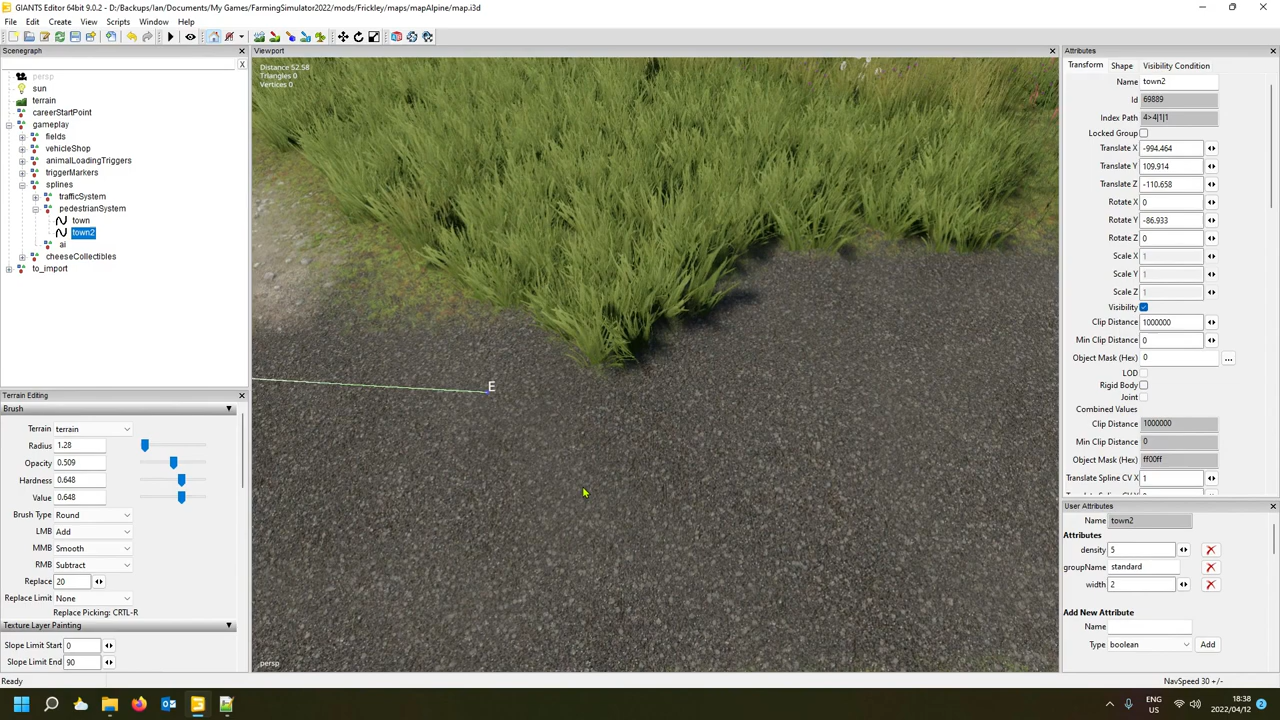 GIANTS Editor 64bit 9.0.2 - D:/Backups/Ian/Documents/My Games/FarmingSimulator2022/mods/Frickley/maps/mapAlpine/map.i3d
File Edit Create View Scripts Window Help
Scenegraph
Viewport
Attributes
X
persp
sun
terrain
careerStartPoint
gameplay
fields
vehicleShop
animalLoadingTriggers
triggerMarkers
splines
trafficSystem
pedestrianSystem
town
town2
ai
cheeseCollectibles
to_import
Terrain Editing
Brush
Terrain terrain
Radius 1.28
Opacity 0.509
Hardness 0.648
Value 0.648
Brush Type Round
LMB Add
MMB Smooth
RMB Subtract
Replace 20
Replace Limit None
Replace Picking: CRTL-R
Texture Layer Painting
Slope Limit Start 0
Slope Limit End 90
Ready
Distance 52.58
Triangles 0
Vertices 0
E
persp
Transform Shape Visibility Condition
Name town2
Id 69889
Index Path 4>4|1|1
Locked Group
Translate X -994.464
Translate Y 109.914
Translate Z -110.658
Rotate X 0
Rotate Y -86.933
Rotate Z 0
Scale X 1
Scale Y 1
Scale Z 1
Visibility
Clip Distance 1000000
Min Clip Distance 0
Object Mask (Hex) 0 ...
LOD
Rigid Body
Joint
Combined Values
Clip Distance 1000000
Min Clip Distance 0
Object Mask (Hex) ff00ff
Translate Spline CV X 1
User Attributes
Name town2
Attributes
density 5
groupName standard
width 2
Add New Attribute
Name
Type boolean Add
NavSpeed 30 +/-
ENG
US
18:38
2022/04/12
2